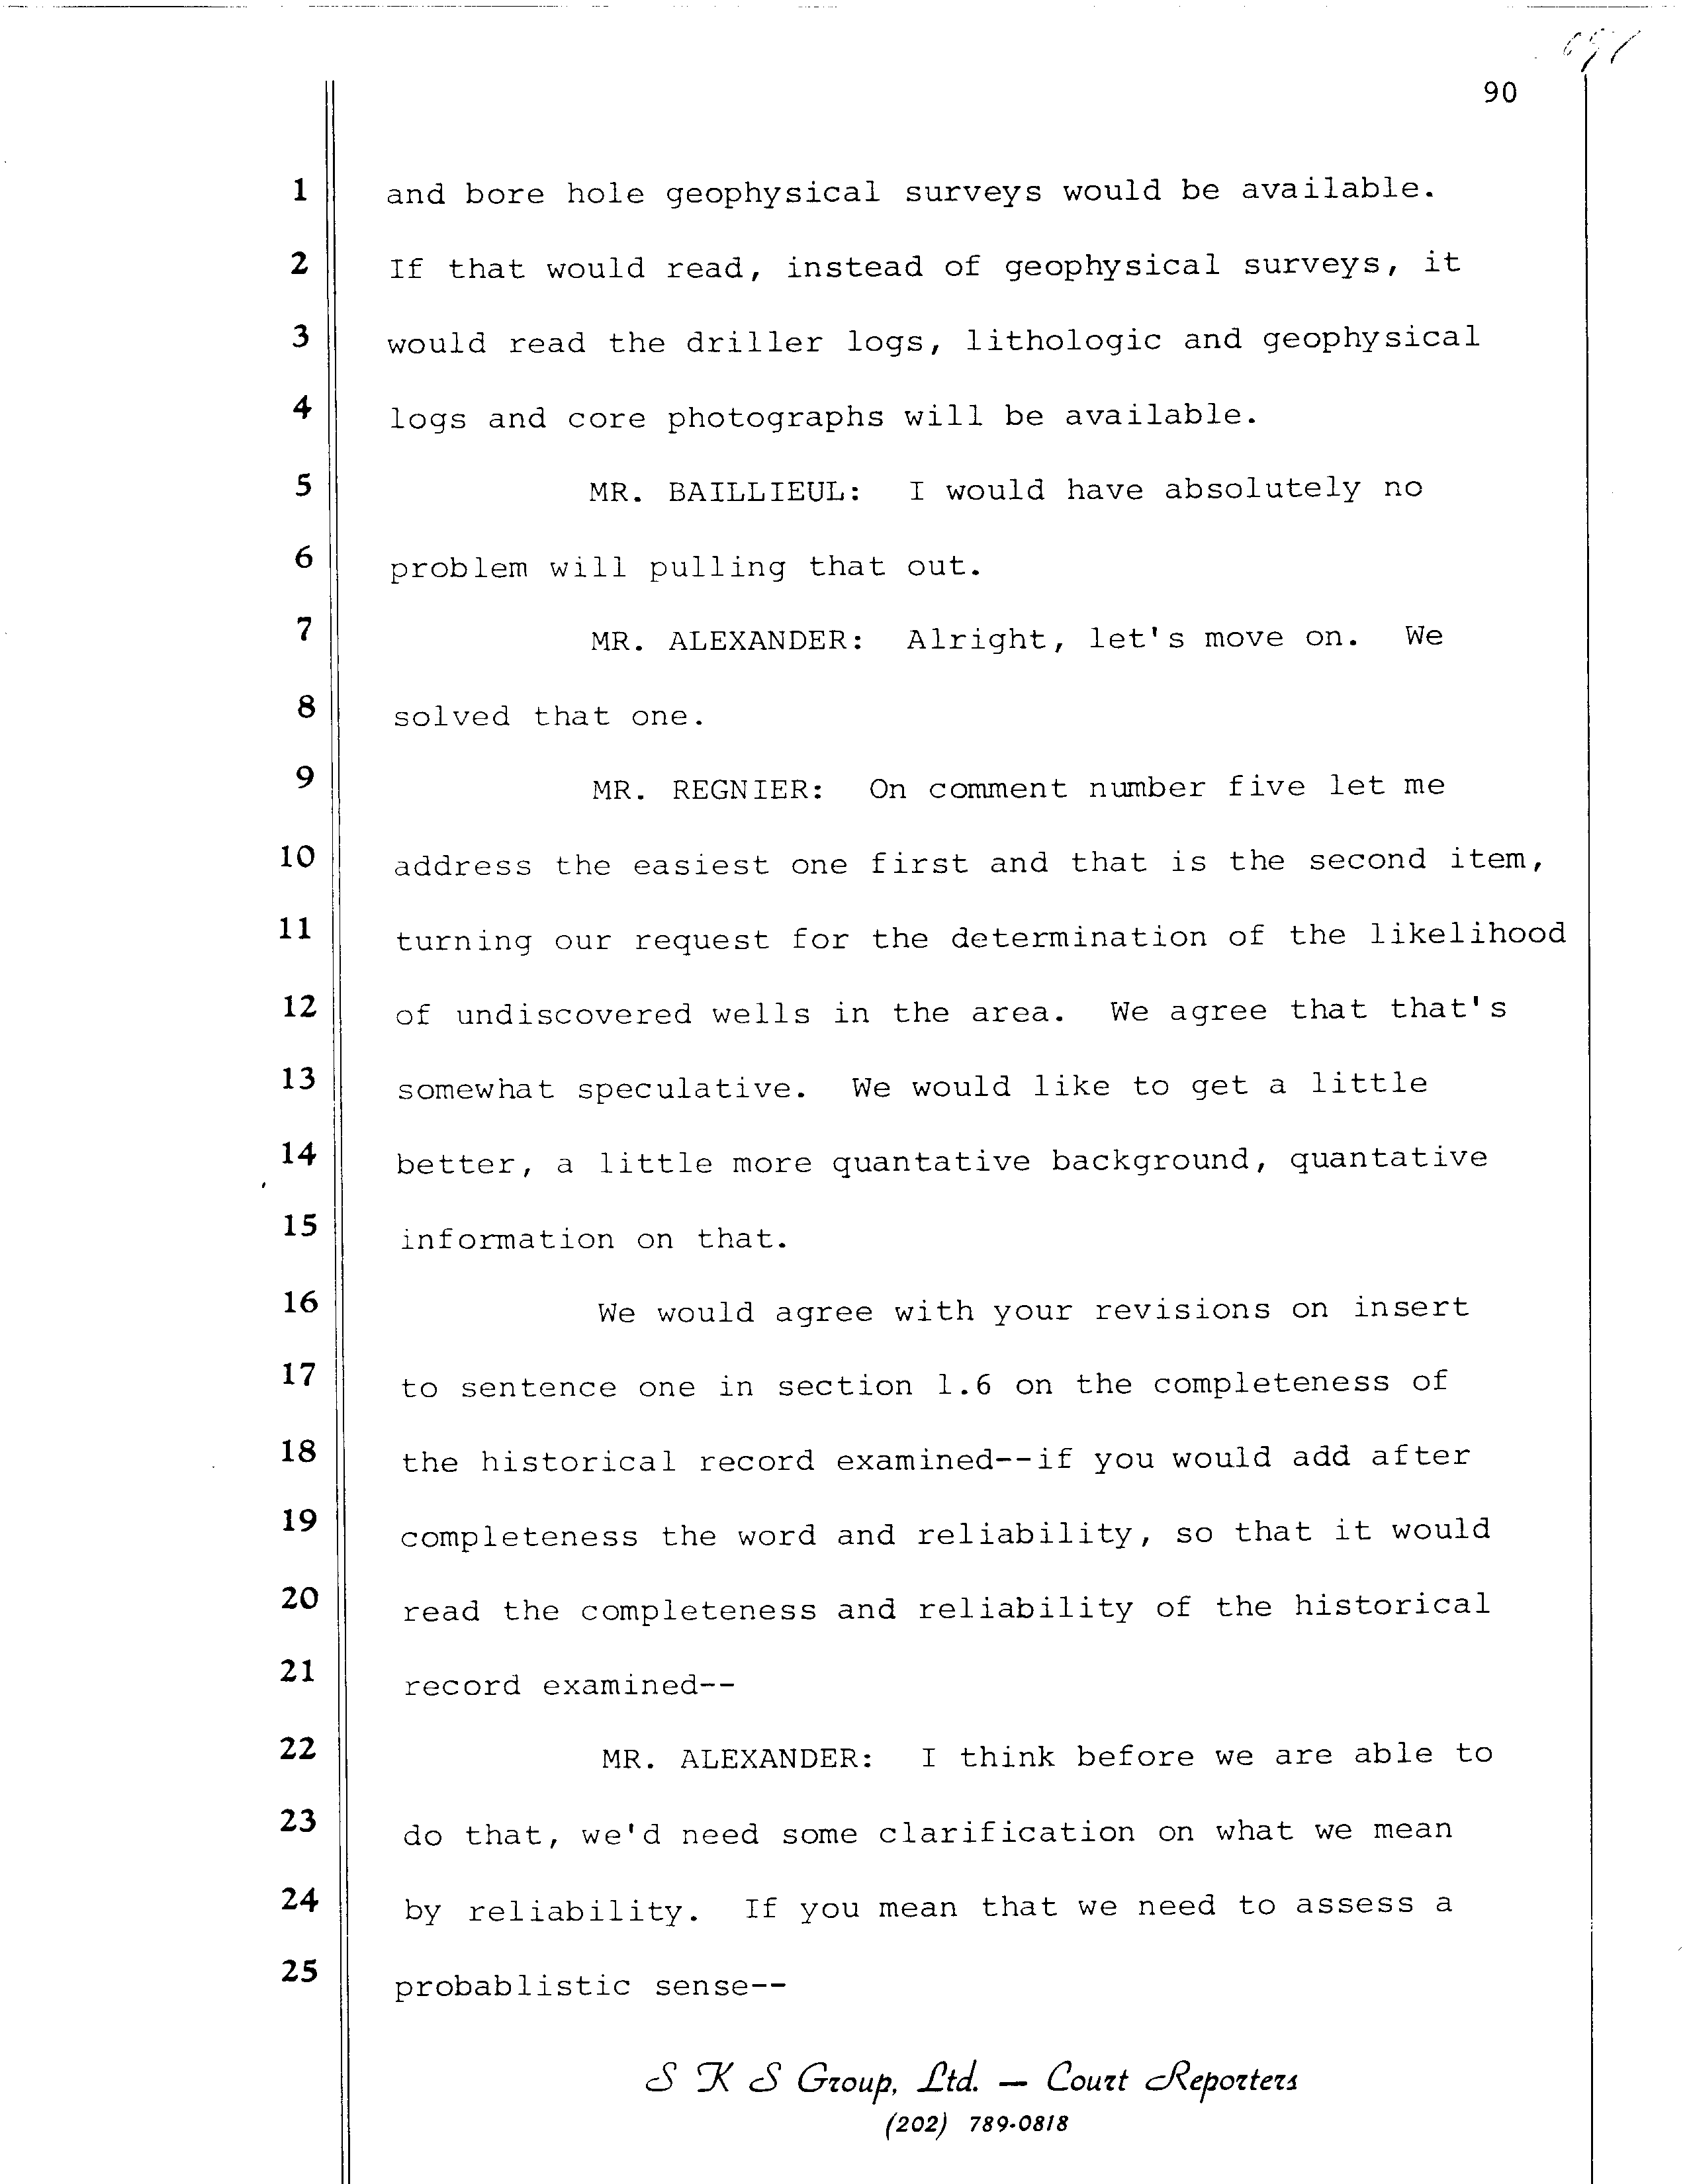 90
1 and bore hole geophysical surveys would be available.
2 If that would read, instead of geophysical surveys, it
3 would read the driller logs, lithologic and geophysical
4 logs and core photographs will be available.
5 MR. BAILLIEUL: I would have absolutely no
6 problem will pulling that out.
7 MR. ALEXANDER: Alright, let's move on. We
8 solved that one.
9 MR. REGNIER: On comment number five let me
10 address the easiest one first and that is the second item,
11 turning our request for the determination of the likelihood
12 of undiscovered wells in the area. We agree that that's
13 somewhat speculative. We would like to get a little
14 better, a little more quantative background, quantative
15 information on that.
16 We would agree with your revisions on insert
17 to sentence one in section 1.6 on the completeness of
18 the historical record examined--if you would add after
19 completeness the word and reliability, so that it would
20 read the completeness and reliability of the historical
21 record examined--
22 MR. ALEXANDER: I think before we are able to
23 do that, we'd need some clarification on what we mean
24 by reliability. If you mean that we need to assess a
25 probablistic sense--
S K S Group, Ltd. — Court Reporters
(202) 789-0818